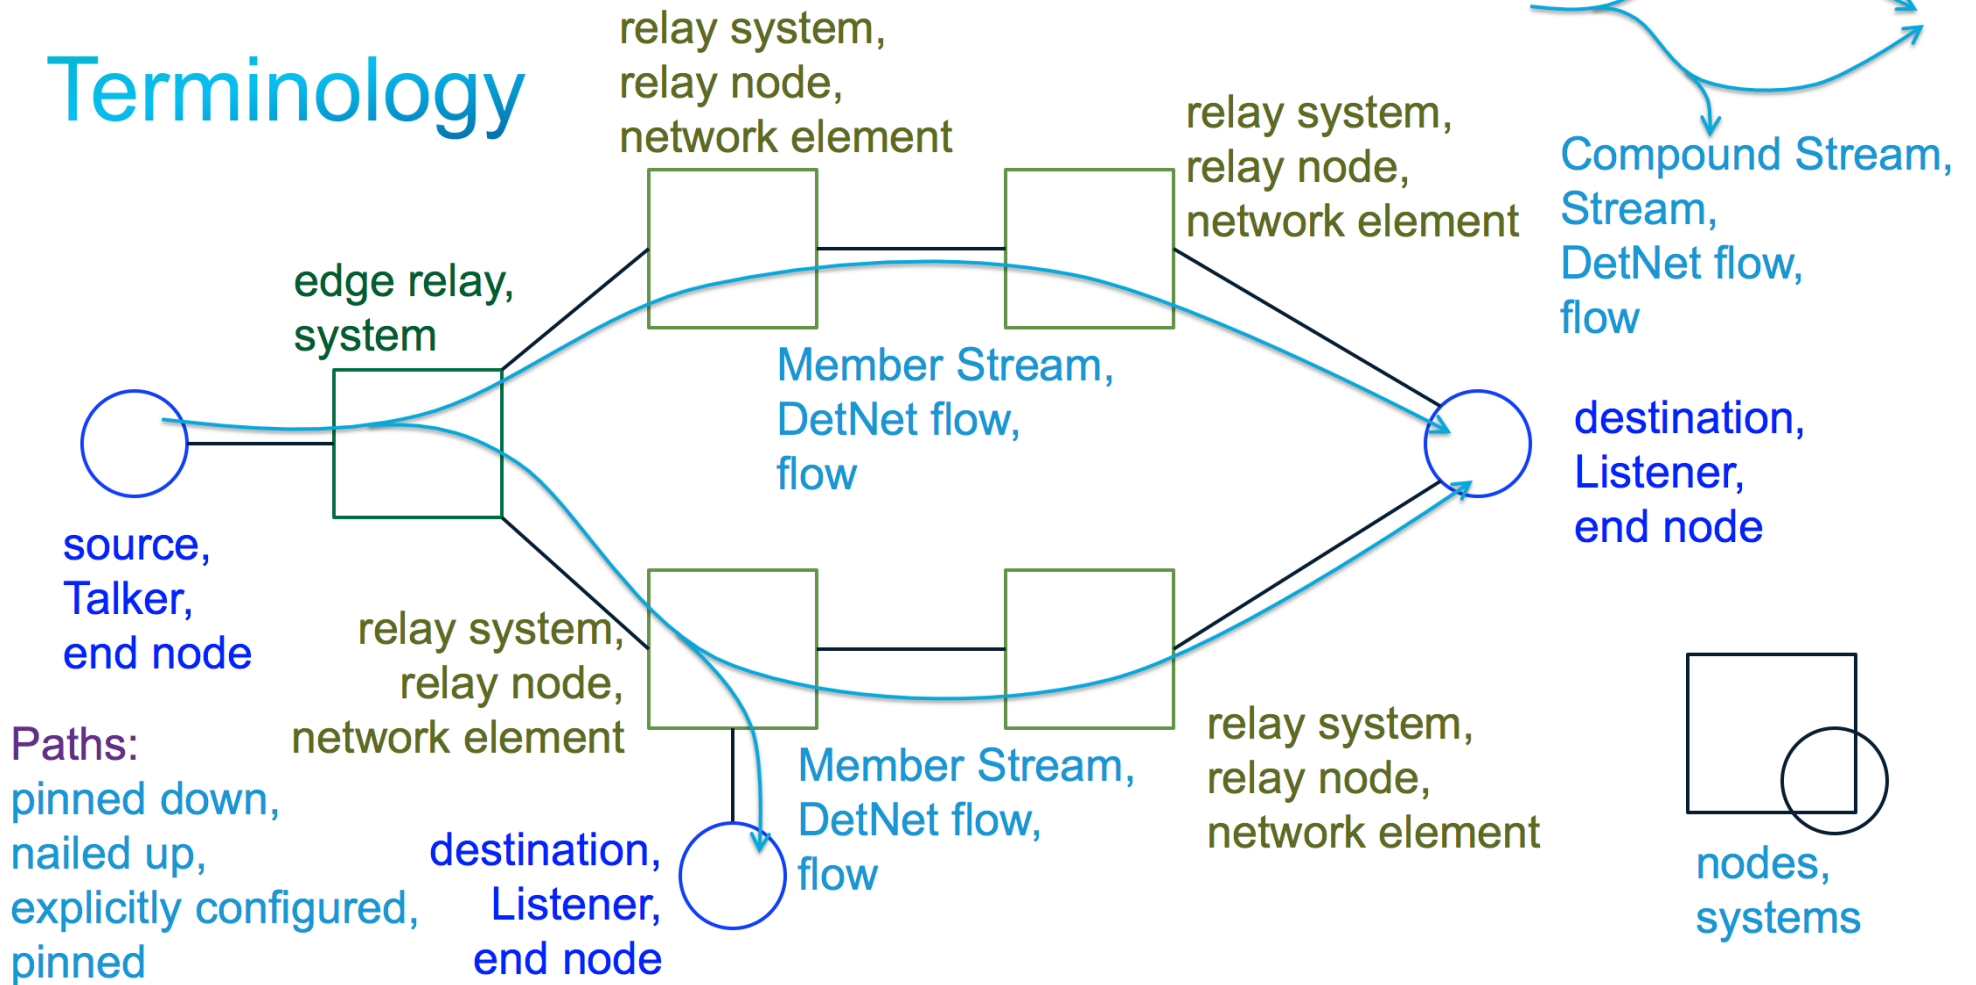 Terminology
relay system,
relay node,
network element
relay system,
relay node,
network element
Compound Stream,
Stream,
DetNet flow,
flow
edge relay,
system
Member Stream,
DetNet flow,
flow
destination,
Listener,
end node
source,
Talker,
end node
relay system,
relay node,
network element
relay system,
relay node,
network element
Paths:
pinned down,
nailed up,
explicitly configured,
pinned
destination,
Listener,
end node
Member Stream,
DetNet flow,
flow
nodes,
systems